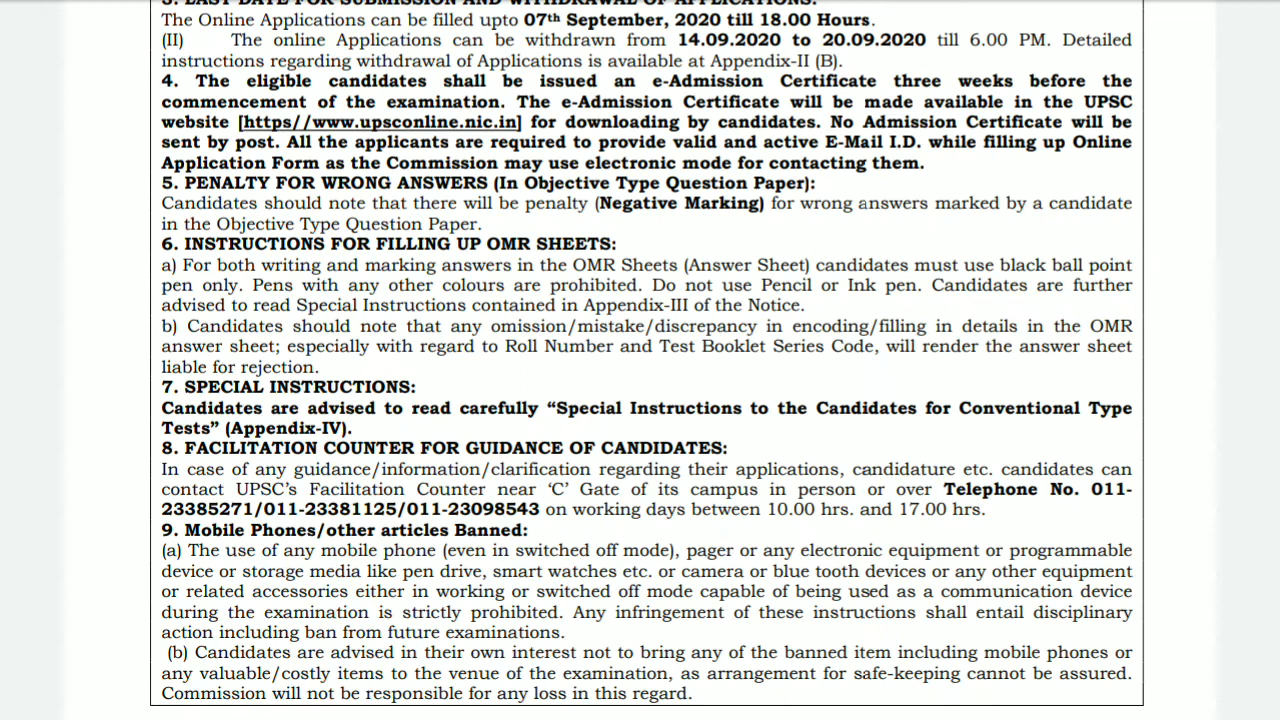 3. LAST DATE FOR SUBMISSION AND WITHDRAWAL OF APPLICATIONS:
The Online Applications can be filled upto 07th September, 2020 till 18.00 Hours.
(II) The online Applications can be withdrawn from 14.09.2020 to 20.09.2020 till 6.00 PM. Detailed
instructions regarding withdrawal of Applications is available at Appendix-II (B).
4. The eligible candidates shall be issued an e-Admission Certificate three weeks before the
commencement of the examination. The e-Admission Certificate will be made available in the UPSC
website [https//www.upsconline.nic.in] for downloading by candidates. No Admission Certificate will be
sent by post. All the applicants are required to provide valid and active E-Mail I.D. while filling up Online
Application Form as the Commission may use electronic mode for contacting them.
5. PENALTY FOR WRONG ANSWERS (In Objective Type Question Paper):
Candidates should note that there will be penalty (Negative Marking) for wrong answers marked by a candidate
in the Objective Type Question Paper.
6. INSTRUCTIONS FOR FILLING UP OMR SHEETS:
a) For both writing and marking answers in the OMR Sheets (Answer Sheet) candidates must use black ball point
pen only. Pens with any other colours are prohibited. Do not use Pencil or Ink pen. Candidates are further
advised to read Special Instructions contained in Appendix-III of the Notice.
b) Candidates should note that any omission/mistake/discrepancy in encoding/filling in details in the OMR
answer sheet; especially with regard to Roll Number and Test Booklet Series Code, will render the answer sheet
liable for rejection.
7. SPECIAL INSTRUCTIONS:
Candidates are advised to read carefully “Special Instructions to the Candidates for Conventional Type
Tests” (Appendix-IV).
8. FACILITATION COUNTER FOR GUIDANCE OF CANDIDATES:
In case of any guidance/information/clarification regarding their applications, candidature etc. candidates can
contact UPSC’s Facilitation Counter near ‘C’ Gate of its campus in person or over Telephone No. 011-
23385271/011-23381125/011-23098543 on working days between 10.00 hrs. and 17.00 hrs.
9. Mobile Phones/other articles Banned:
(a) The use of any mobile phone (even in switched off mode), pager or any electronic equipment or programmable
device or storage media like pen drive, smart watches etc. or camera or blue tooth devices or any other equipment
or related accessories either in working or switched off mode capable of being used as a communication device
during the examination is strictly prohibited. Any infringement of these instructions shall entail disciplinary
action including ban from future examinations.
(b) Candidates are advised in their own interest not to bring any of the banned item including mobile phones or
any valuable/costly items to the venue of the examination, as arrangement for safe-keeping cannot be assured.
Commission will not be responsible for any loss in this regard.